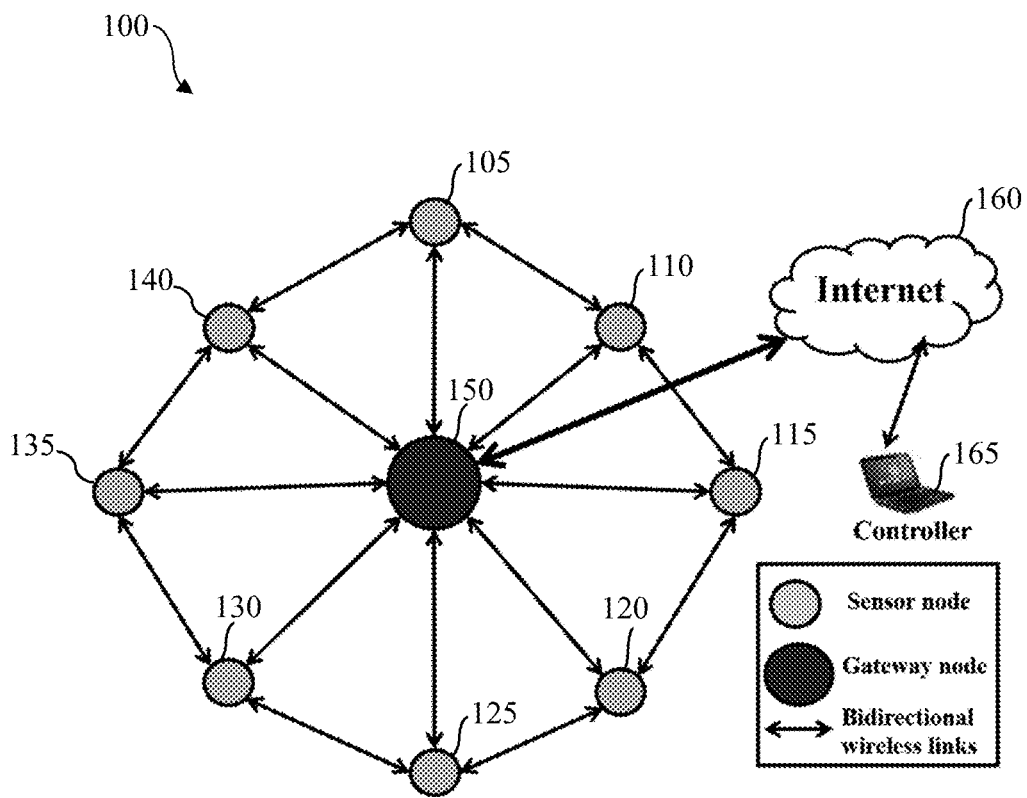 100
105
160
140
110
Internet
150
135
115
165
Controller
130
120
Sensor node
Gateway node
125
Bidirectional
wireless links